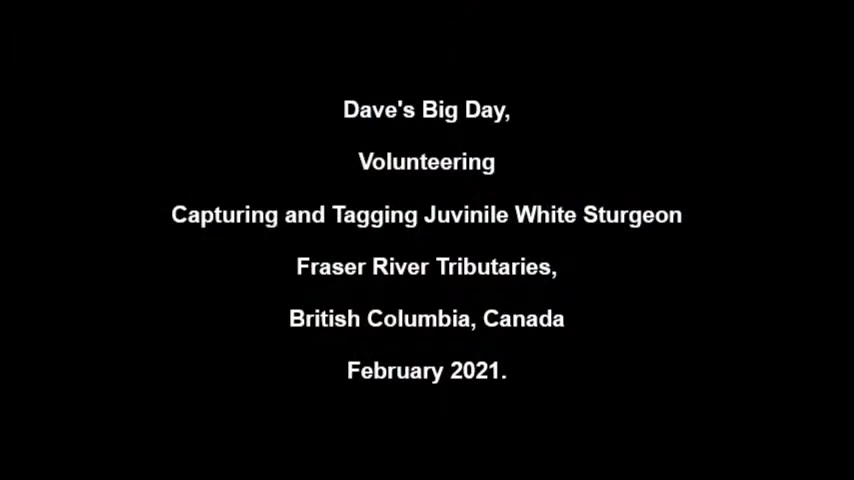 Dave's Big Day,
Volunteering
Capturing and Tagging Juvinile White Sturgeon
Fraser River Tributaries,
British Columbia, Canada
February 2021.